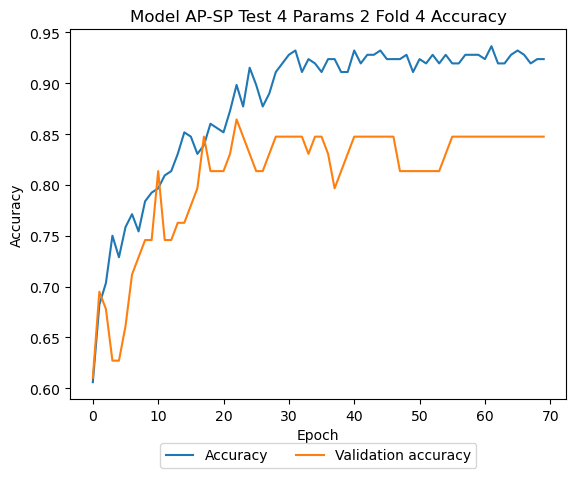 Model AP-SP Test 4 Params 2 Fold 4 Accuracy
0.95
0.90
0.85
0.80
0.75
0.70
0.65
0.60
Accuracy
0 10 20 30 40 50 60 70
Epoch
Accuracy Validation accuracy